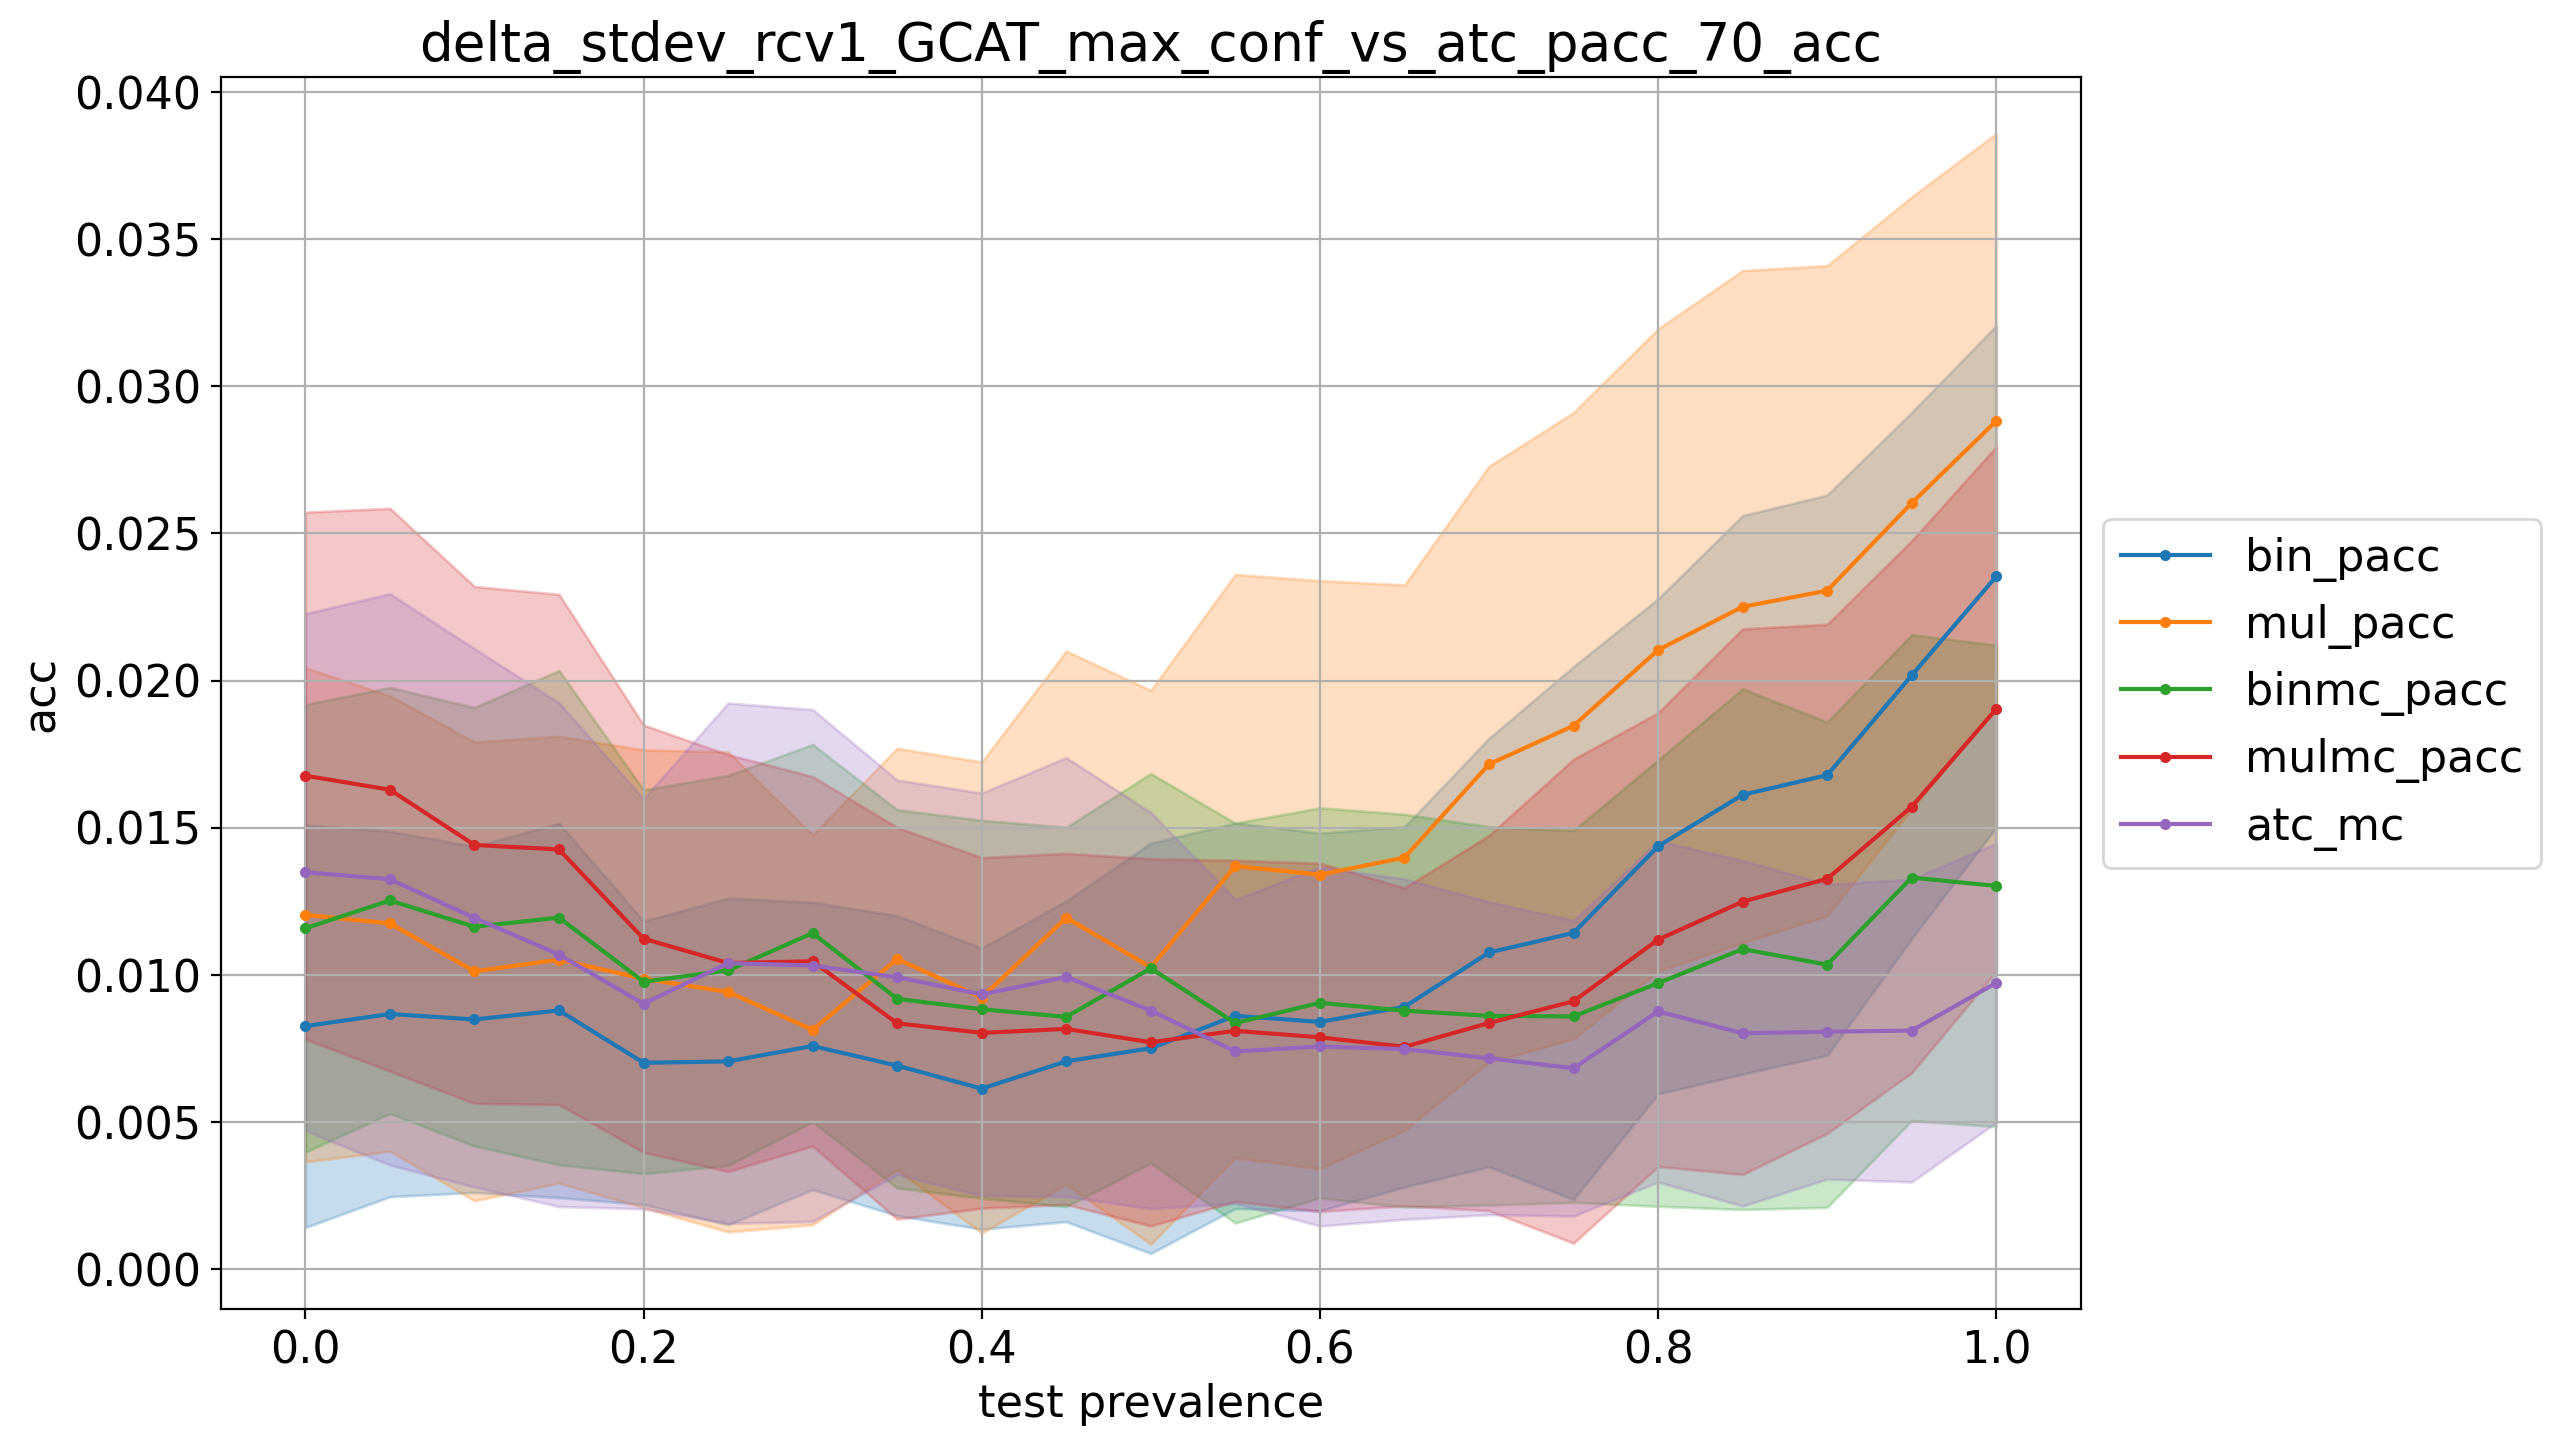 delta_stdev_rcv1_GCAT_max_conf_vs_atc_pacc_70_acc
0.040
0.035
0.030
0.025
0.020
0.015
0.010
0.005
0.000
acc
0.0 0.2 0.4 0.6 0.8 1.0
test prevalence
bin_pacc
mul_pacc
binmc_pacc
mulmc_pacc
atc_mc